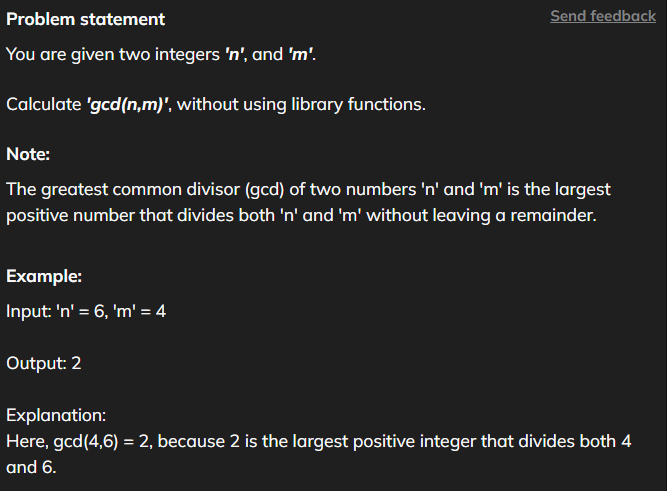 Problem statement
Send feedback
You are given two integers 'n', and 'm'.
Calculate 'gcd(n,m)', without using library functions.
Note:
The greatest common divisor (gcd) of two numbers 'n' and 'm' is the largest
positive number that divides both 'n' and 'm' without leaving a remainder.
Example:
Input: 'n' = 6, 'm' = 4
Output: 2
Explanation:
Here, gcd(4,6) = 2, because 2 is the largest positive integer that divides both 4
and 6.